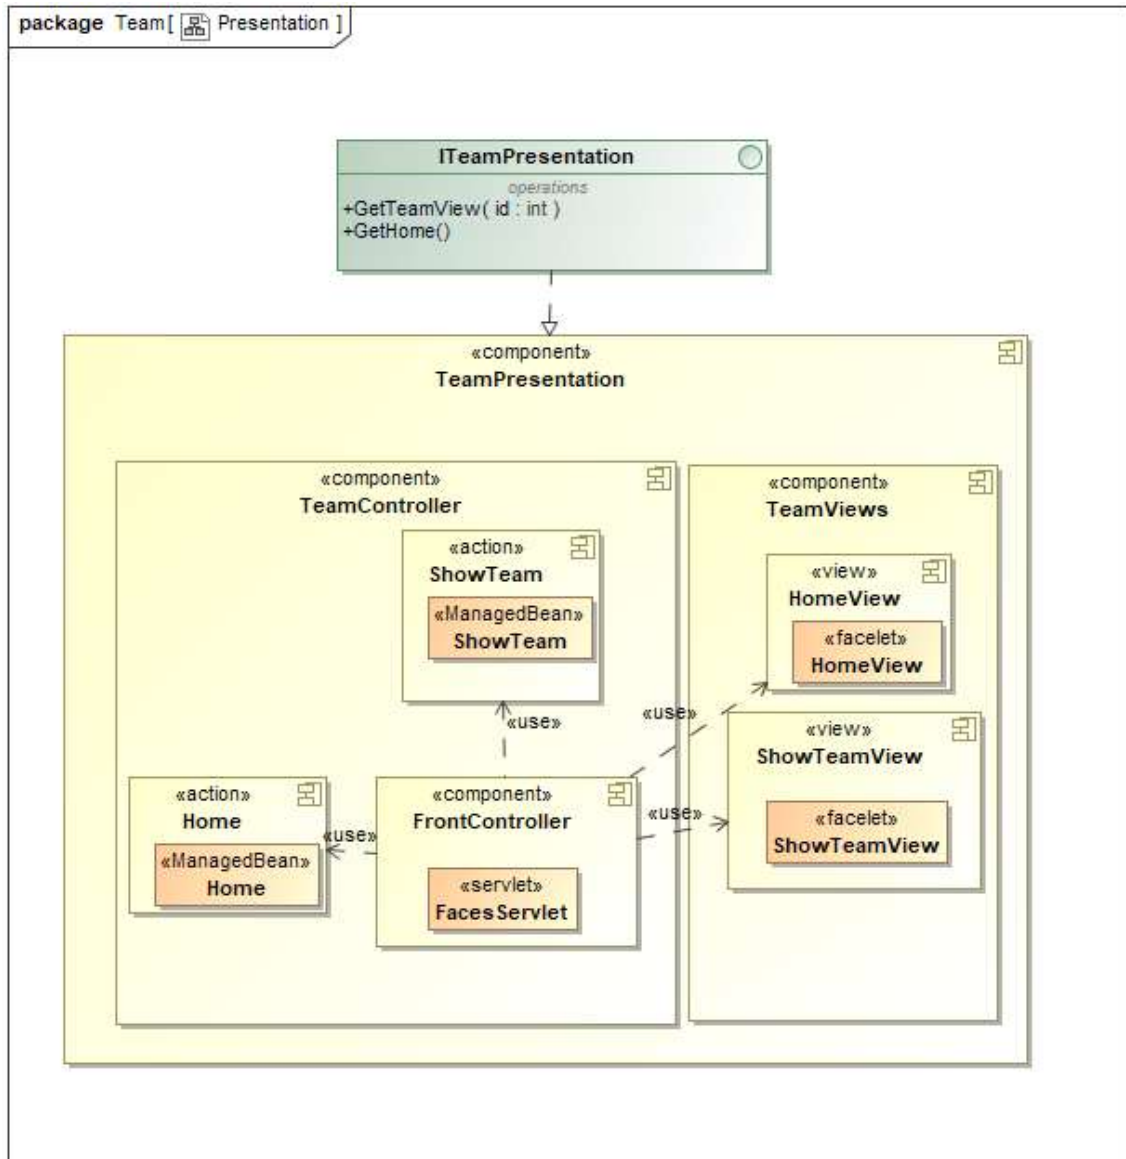 package Team[ Presentation ]
ITeamPresentation
operations
+GetTeamView( id : int )
+GetHome()
«component»
TeamPresentation
«component»
TeamController
«action»
ShowTeam
«ManagedBean»
ShowTeam
«use»
«action»
Home
«ManagedBean»
Home
«use»
«component»
FrontController
«servlet»
FacesServlet
«use»
«use»
«component»
TeamViews
«view»
HomeView
«facelet»
HomeView
«view»
ShowTeamView
«facelet»
ShowTeamView